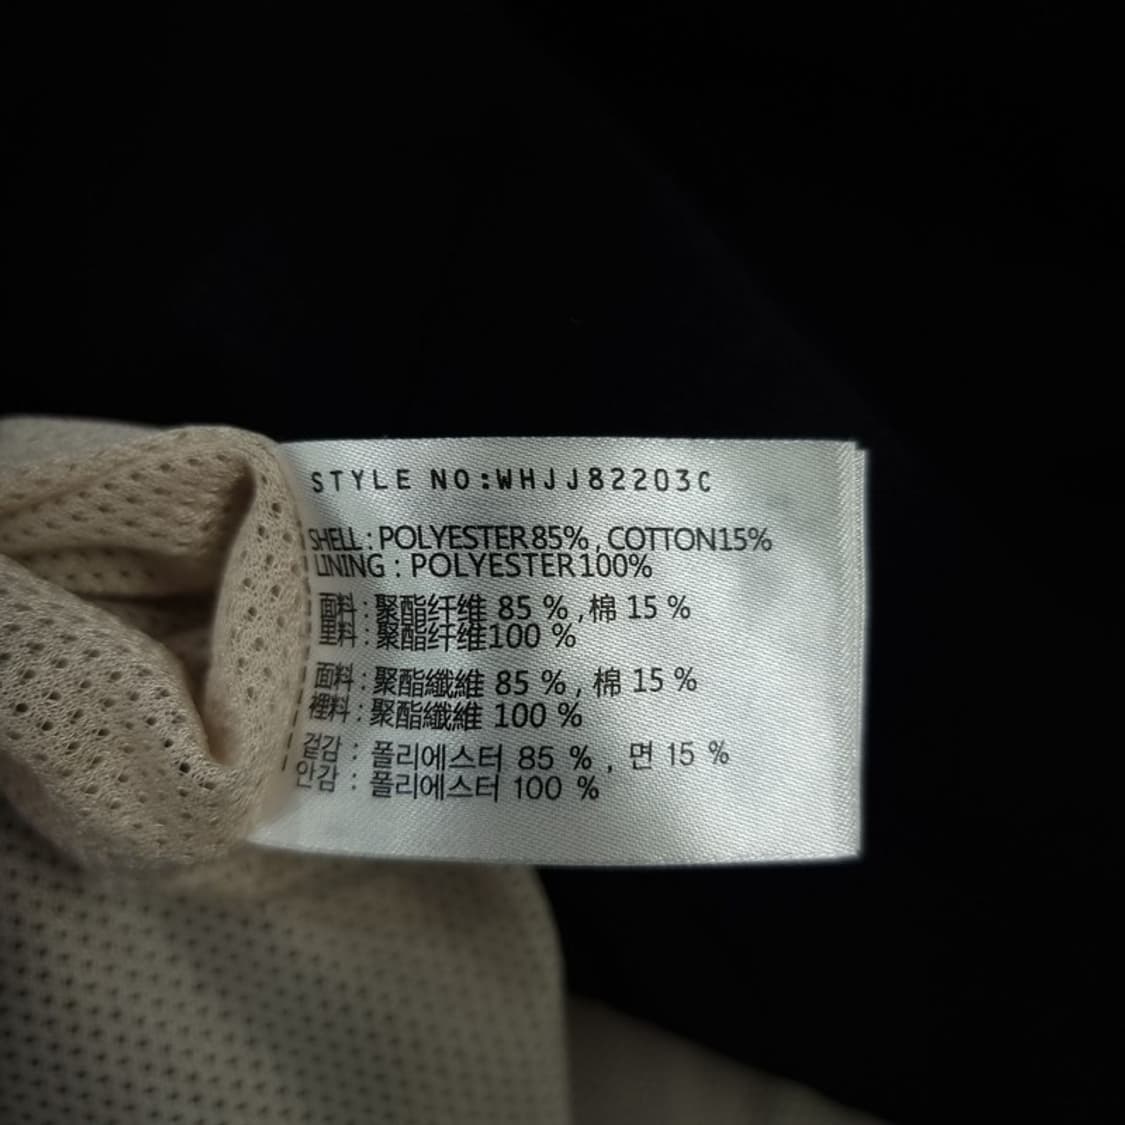 STYLE NO:WHJJ82203C
SHELL : POLYESTER 85% , COTTON 15%
LINING : POLYESTER 100%
面料 : 聚酯纤维 85 % , 棉 15 %
里料 : 聚酯纤维100 %
面料 : 聚酯纖維 85 % , 棉 15 %
裡料 : 聚酯纖維 100 %
겉감 : 폴리에스터 85 % , 면 15 %
안감 : 폴리에스터 100 %